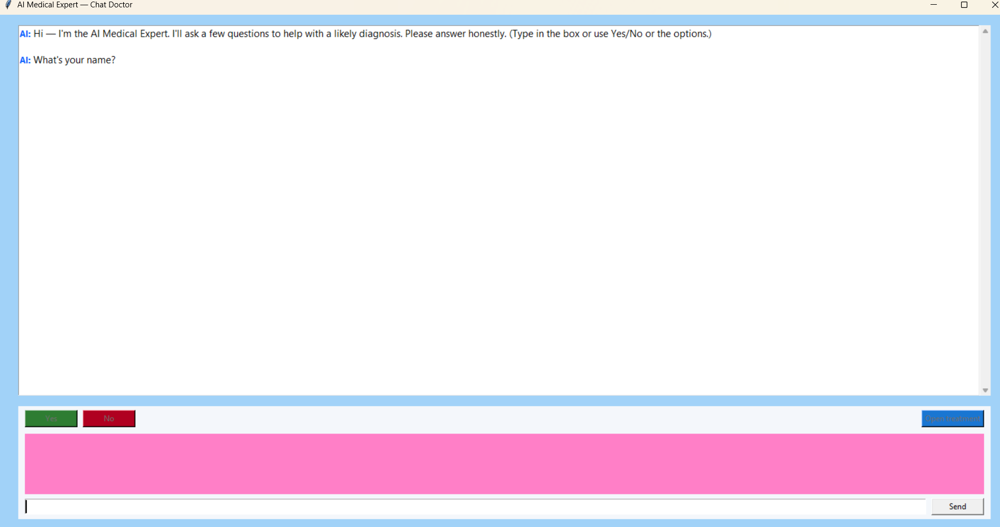 AI Medical Expert — Chat Doctor
AI: Hi — I'm the AI Medical Expert. I'll ask a few questions to help with a likely diagnosis. Please answer honestly. (Type in the box or use Yes/No or the options.)
AI: What's your name?
Yes No Open treatment
Send